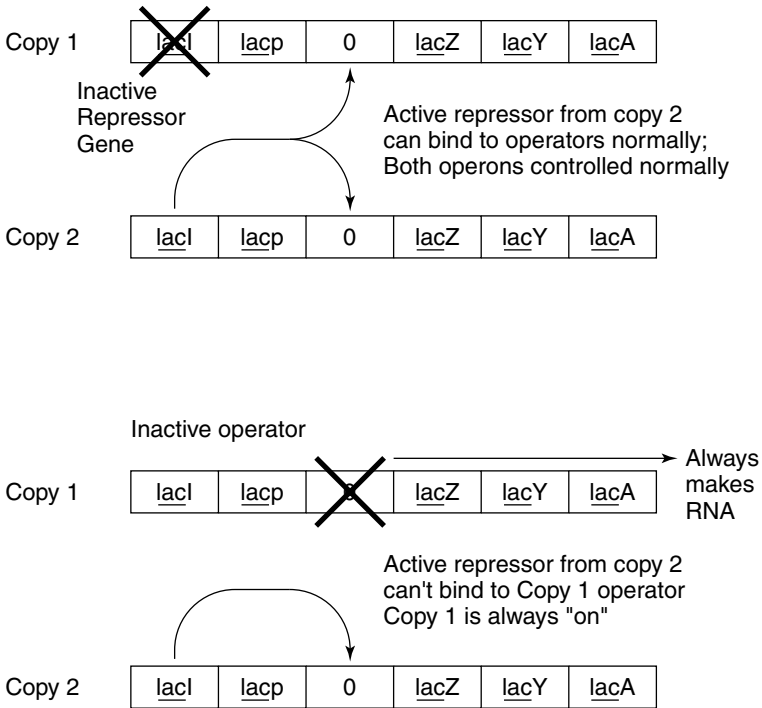 Copy 1 lacI lacp 0 lacZ lacY lacA
Inactive
Repressor
Gene
Active repressor from copy 2
can bind to operators normally;
Both operons controlled normally
Copy 2 lacI lacp 0 lacZ lacY lacA
Inactive operator
Always
makes
RNA
Copy 1 lacI lacp 0 lacZ lacY lacA
Active repressor from copy 2
can't bind to Copy 1 operator
Copy 1 is always "on"
Copy 2 lacI lacp 0 lacZ lacY lacA